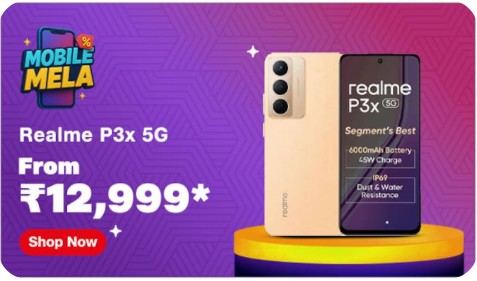 %
MOBILE
MELA
Realme P3x 5G
From
₹12,999*
Shop Now
realme
realme
P3x 5G
Segment's Best
6000mAh Battery
45W Charge
IP69
Dust & Water
Resistance